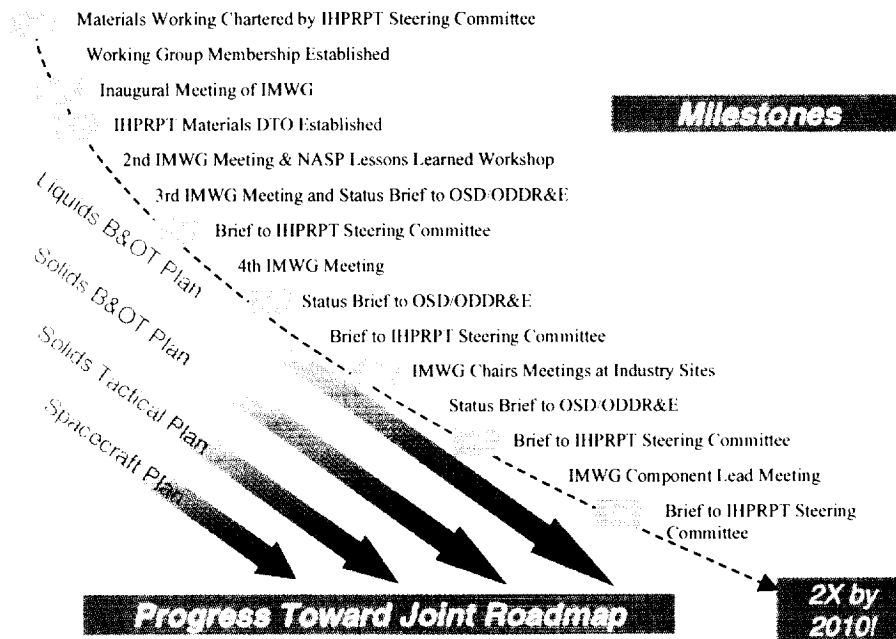 Materials Working Chartered by IHPRPT Steering Committee
Working Group Membership Established
Inaugural Meeting of IMWG
Milestones
IHPRPT Materials DTO Established
2nd IMWG Meeting & NASP Lessons Learned Workshop
3rd IMWG Meeting and Status Brief to OSD/ODDR&E
Brief to IHPRPT Steering Committee
4th IMWG Meeting
Status Brief to OSD/ODDR&E
Brief to IHPRPT Steering Committee
IMWG Chairs Meetings at Industry Sites
Status Brief to OSD/ODDR&E
Brief to IHPRPT Steering Committee
IMWG Component Lead Meeting
Brief to IHPRPT Steering
Committee
Liquids B&OT Plan
Solids B&OT Plan
Solids Tactical Plan
Spacecraft Plan
Progress Toward Joint Roadmap
2X by
2010!